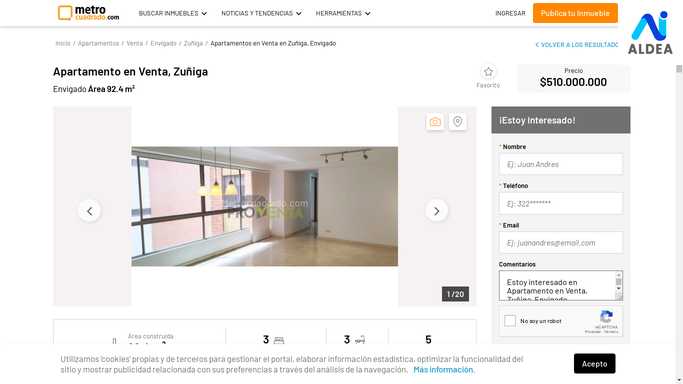 metro
cuadrado.com
BUSCAR INMUEBLES
NOTICIAS Y TENDENCIAS
HERRAMIENTAS
INGRESAR
Publica tu inmueble
ALDEA
Inicio / Apartamentos / Venta / Envigado / Zuñiga / Apartamentos en Venta en Zuñiga, Envigado
VOLVER A LOS RESULTADO
Apartamento en Venta, Zuñiga
Envigado Área 92.4 m²
Favorito
Precio
$510.000.000
metrocuadrado.com
PROVENSA
1 / 20
¡Estoy Interesado!
* Nombre
Ej: Juan Andres
* Teléfono
Ej: 322*******
* Email
Ej: juanandres@email.com
Comentarios
Estoy interesado en
Apartamento en Venta,
Zuñiga, Envigado
No soy un robot
reCAPTCHA
Privacidad - Términos
Área construida
3
3
5
Utilizamos 'cookies' propias y de terceros para gestionar el portal, elaborar información estadística, optimizar la funcionalidad del
sitio y mostrar publicidad relacionada con sus preferencias a través del análisis de la navegación. Más información.
Acepto